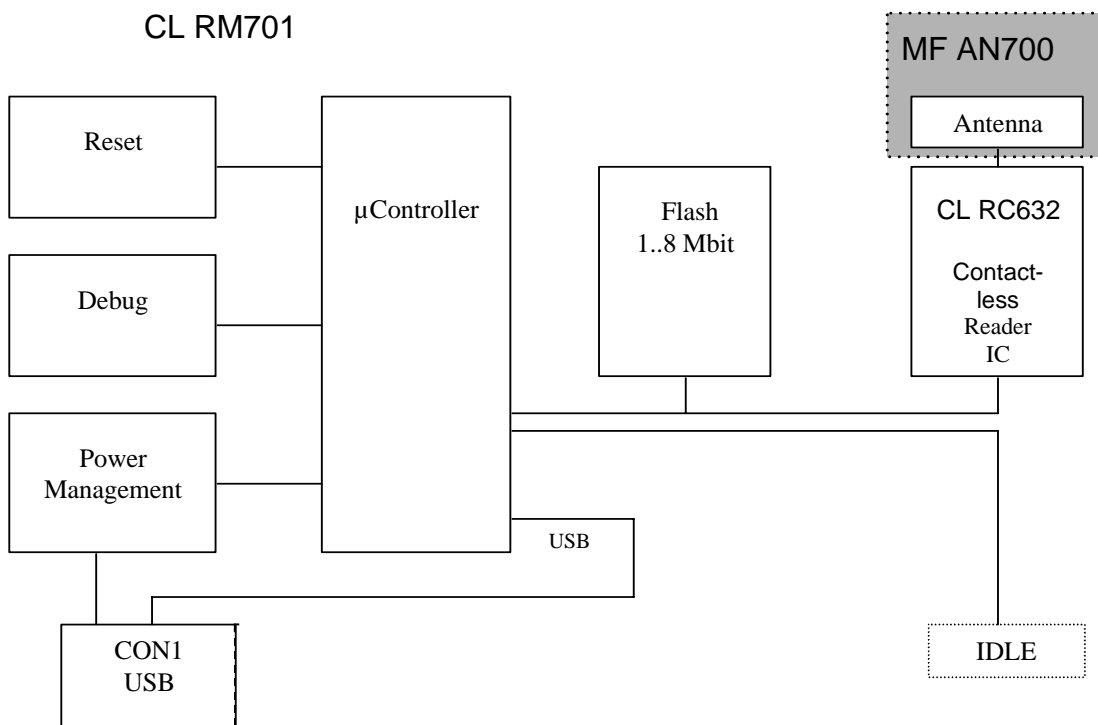 CL RM701
MF AN700
Antenna
Reset
µController
Flash
1..8 Mbit
CL RC632
Contact-
less
Reader
IC
Debug
Power
Management
USB
CON1
USB
IDLE